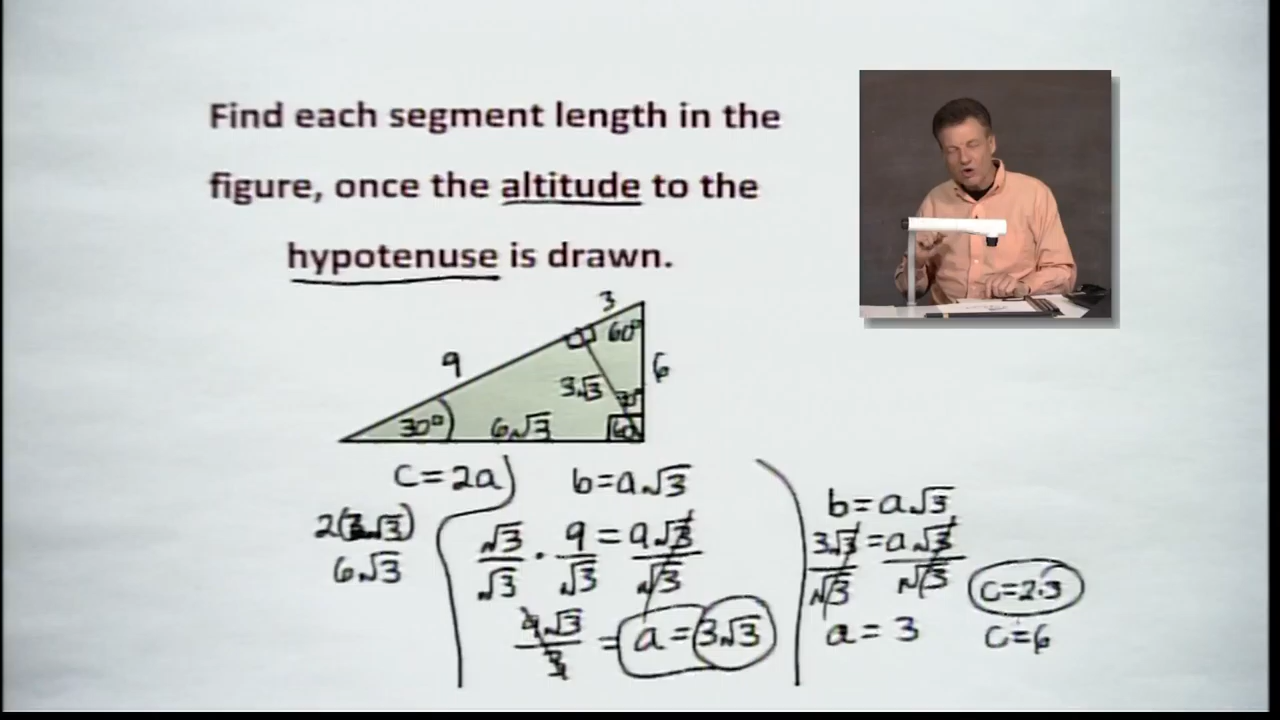 Find each segment length in the
figure, once the altitude to the
hypotenuse is drawn.
3
60°
9
6
3√3
30°
30°
6√3
60
c=2a
b=a√3
2(3√3)
6√3
√3/√3 · 9/√3 = a√3/√3
9√3/3 = a=3√3
b=a√3
3√3/√3 = a√3/√3
a=3
c=2·3
c=6